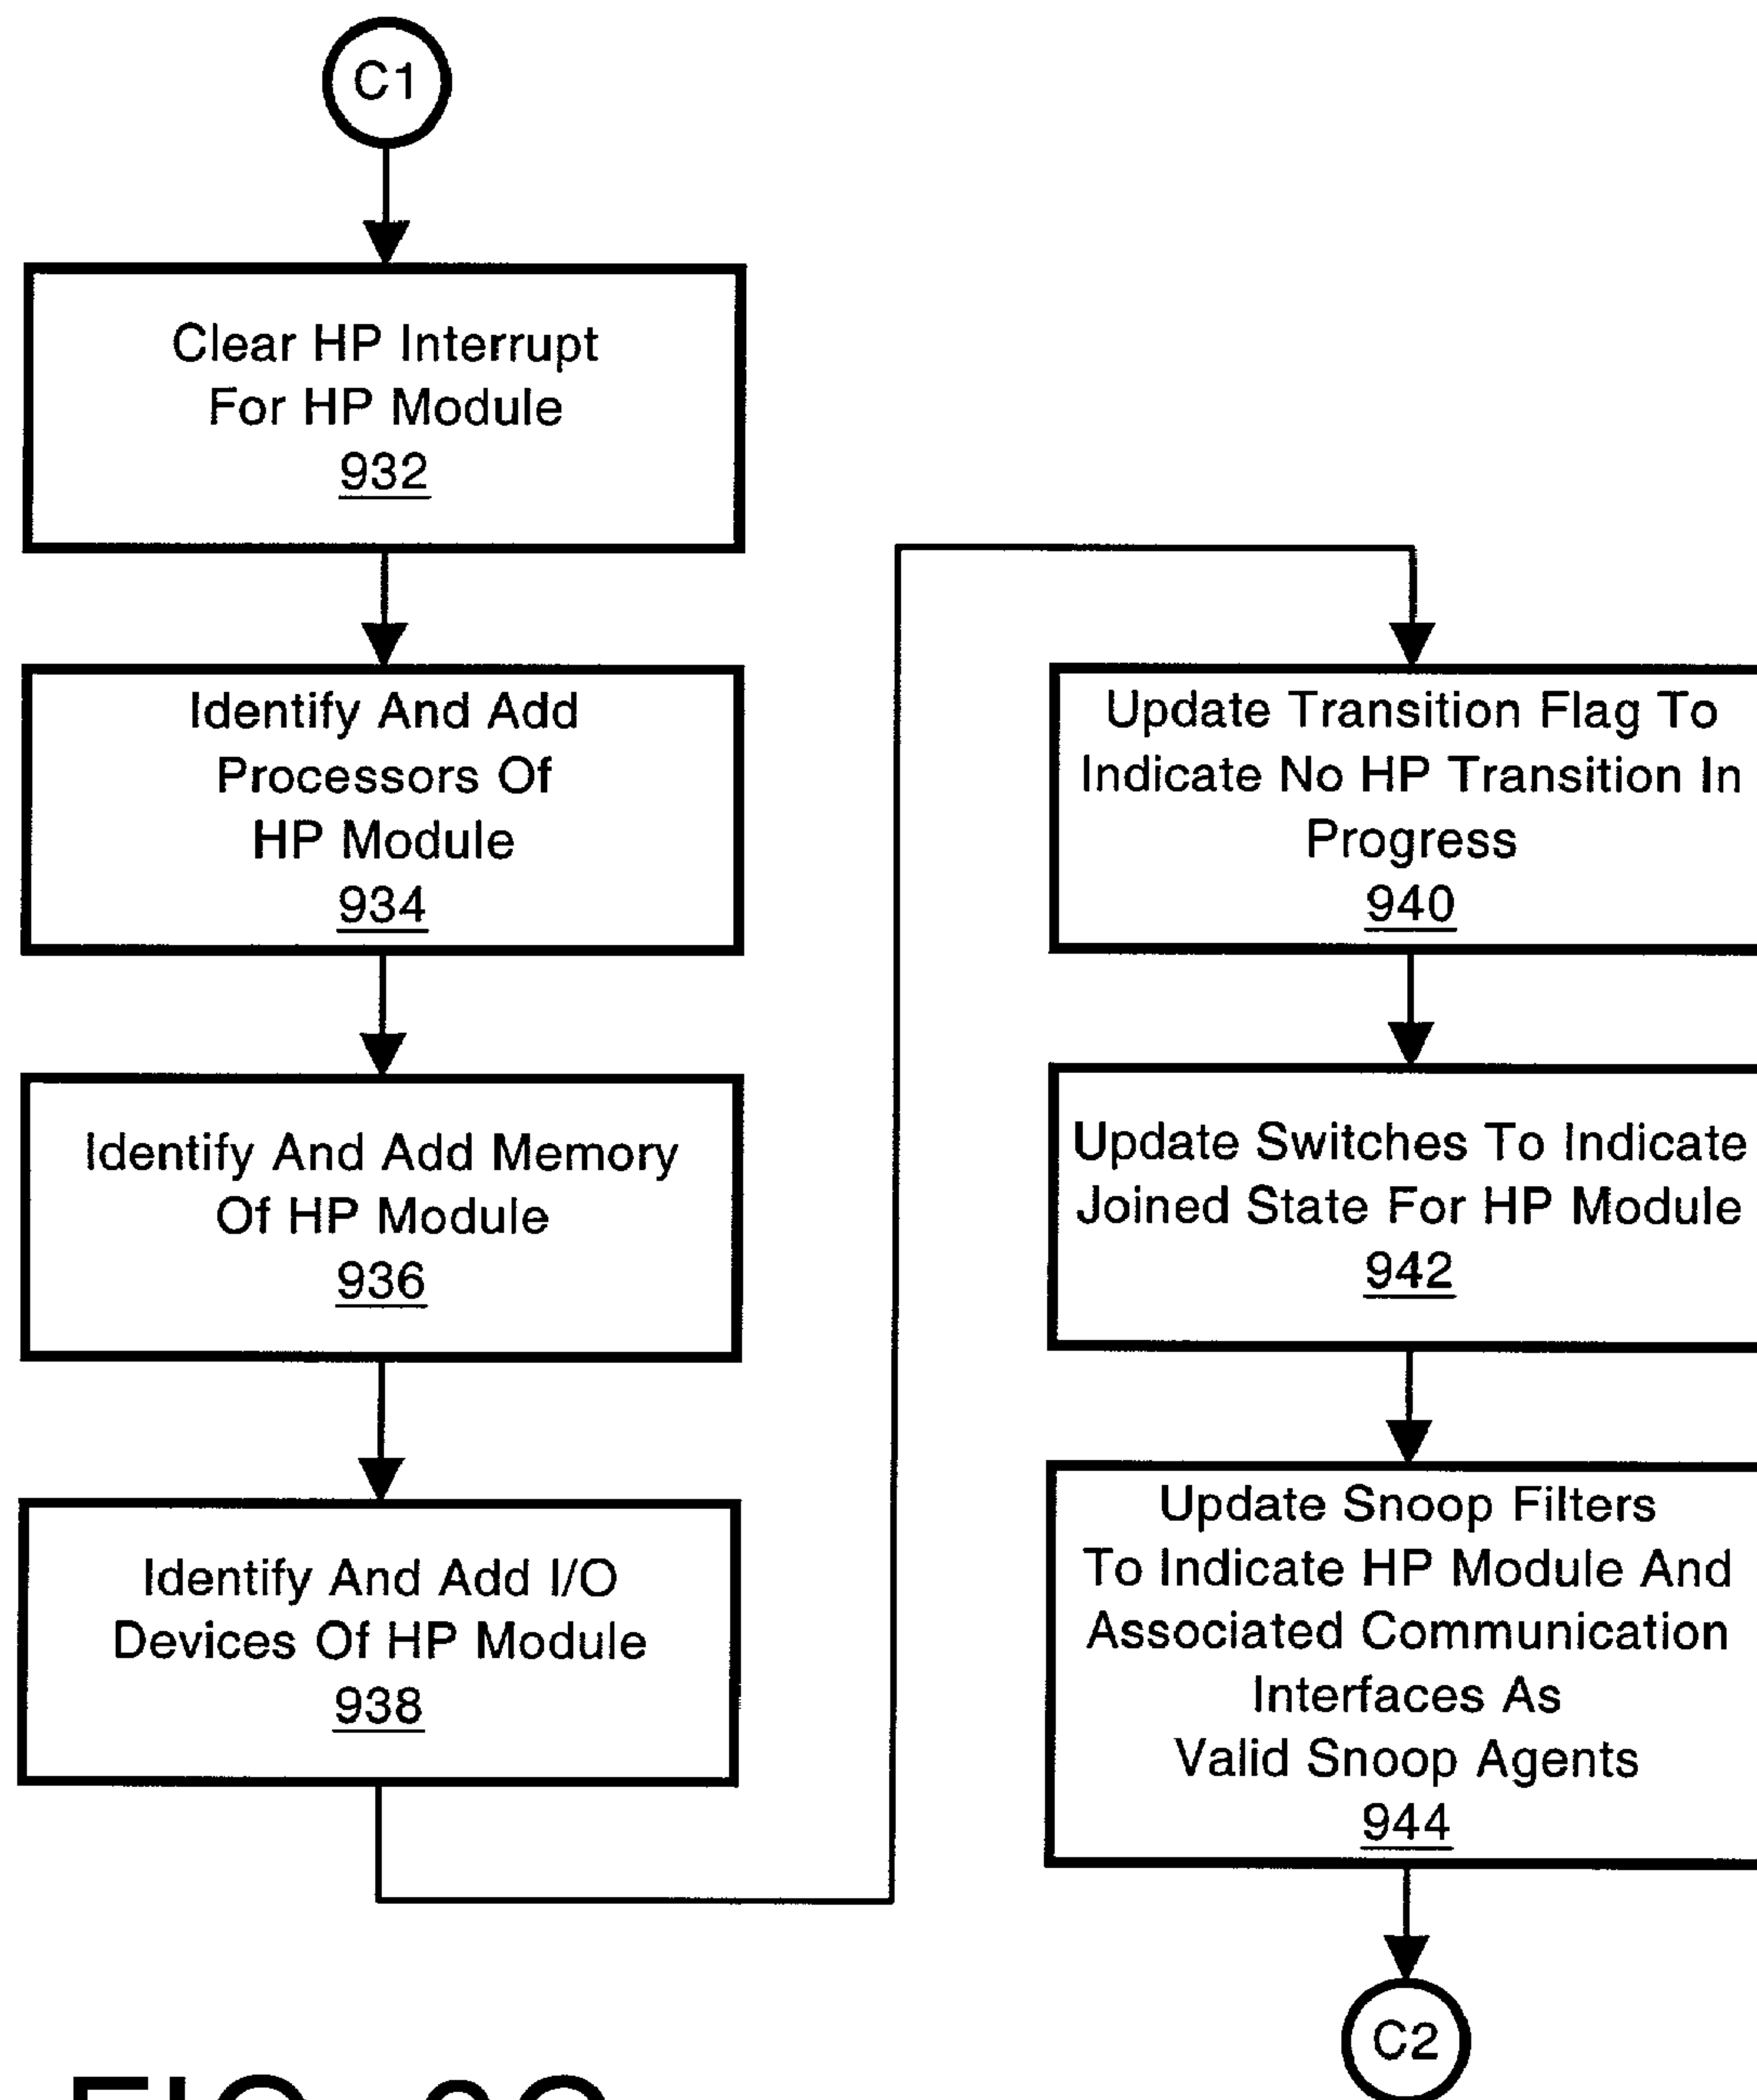 C1
Clear HP Interrupt
For HP Module
932
Identify And Add
Processors Of
HP Module
934
Identify And Add Memory
Of HP Module
936
Identify And Add I/O
Devices Of HP Module
938
Update Transition Flag To
Indicate No HP Transition In
Progress
940
Update Switches To Indicate
Joined State For HP Module
942
Update Snoop Filters
To Indicate HP Module And
Associated Communication
Interfaces As
Valid Snoop Agents
944
C2
FIG.